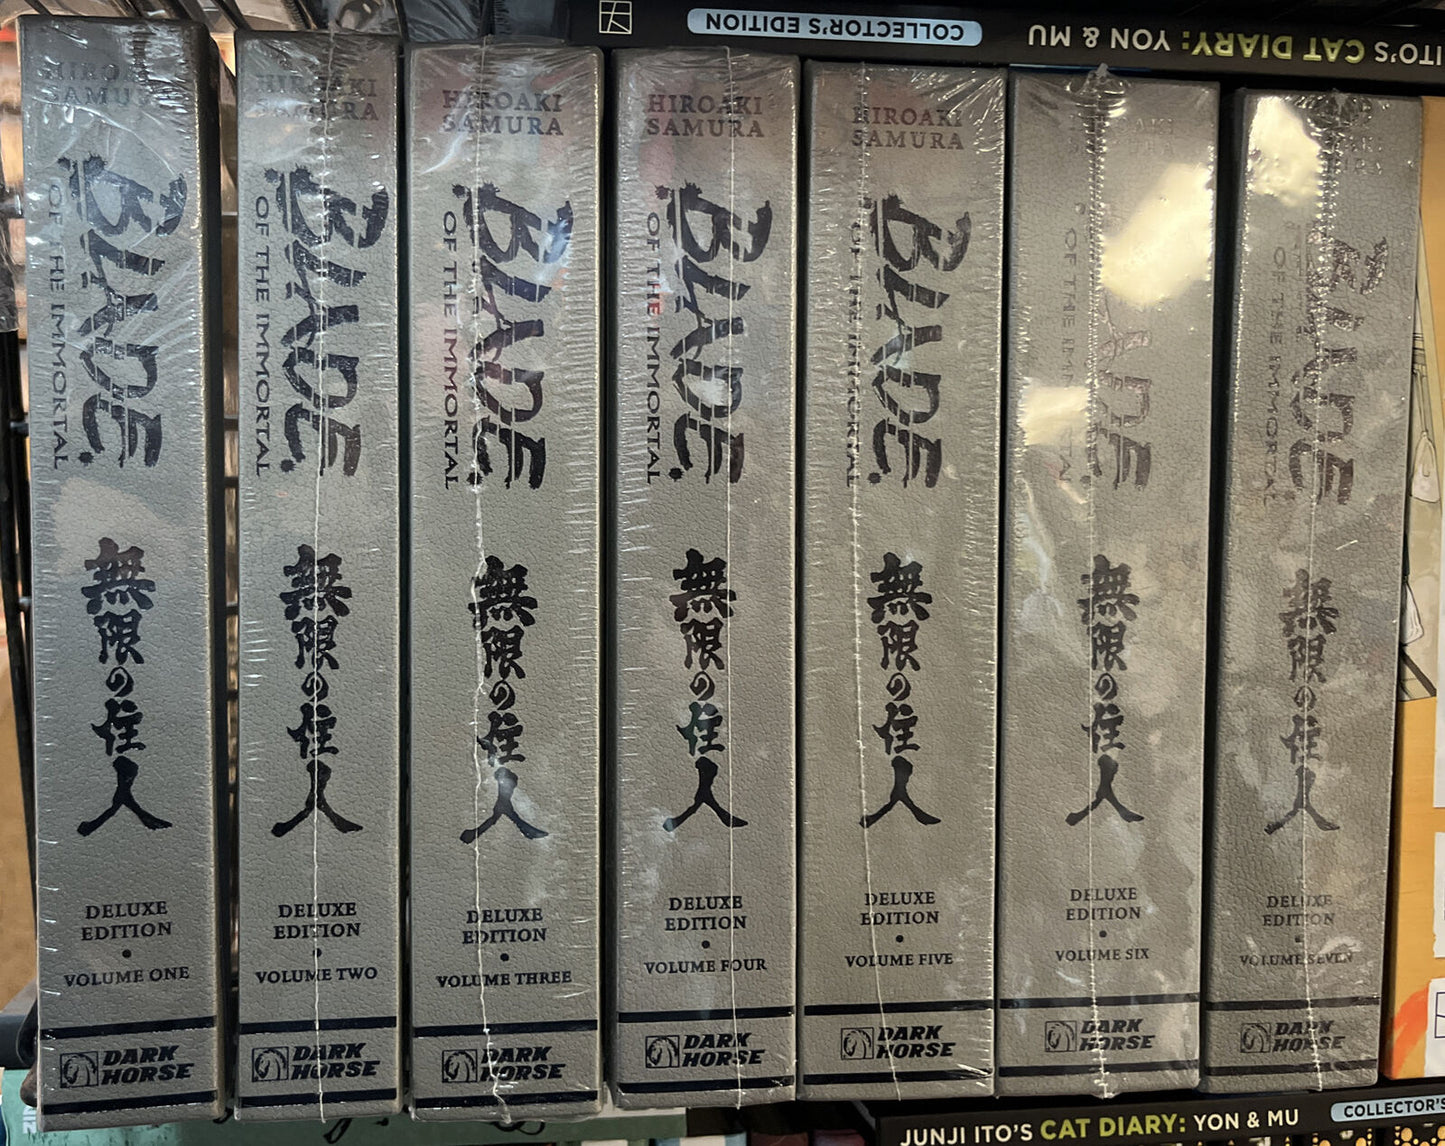 COLLECTOR'S EDITION
ITO'S CAT DIARY: YON & MU
HIROAKI
SAMURA
BLADE
OF THE IMMORTAL
無限の住人
DELUXE
EDITION
VOLUME ONE
DARK
HORSE
HIROAKI
SAMURA
BLADE
OF THE IMMORTAL
無限の住人
DELUXE
EDITION
VOLUME TWO
DARK
HORSE
HIROAKI
SAMURA
BLADE
OF THE IMMORTAL
無限の住人
DELUXE
EDITION
VOLUME THREE
DARK
HORSE
HIROAKI
SAMURA
BLADE
OF THE IMMORTAL
無限の住人
DELUXE
EDITION
VOLUME FOUR
DARK
HORSE
HIROAKI
SAMURA
BLADE
OF THE IMMORTAL
無限の住人
DELUXE
EDITION
VOLUME FIVE
DARK
HORSE
BLADE
OF THE IMMORTAL
無限の住人
DELUXE
EDITION
VOLUME SIX
DARK
HORSE
BLADE
OF THE IMMORTAL
無限の住人
DELUXE
EDITION
VOLUME SEVEN
DARK
HORSE
JUNJI ITO'S CAT DIARY: YON & MU
COLLECTOR'S